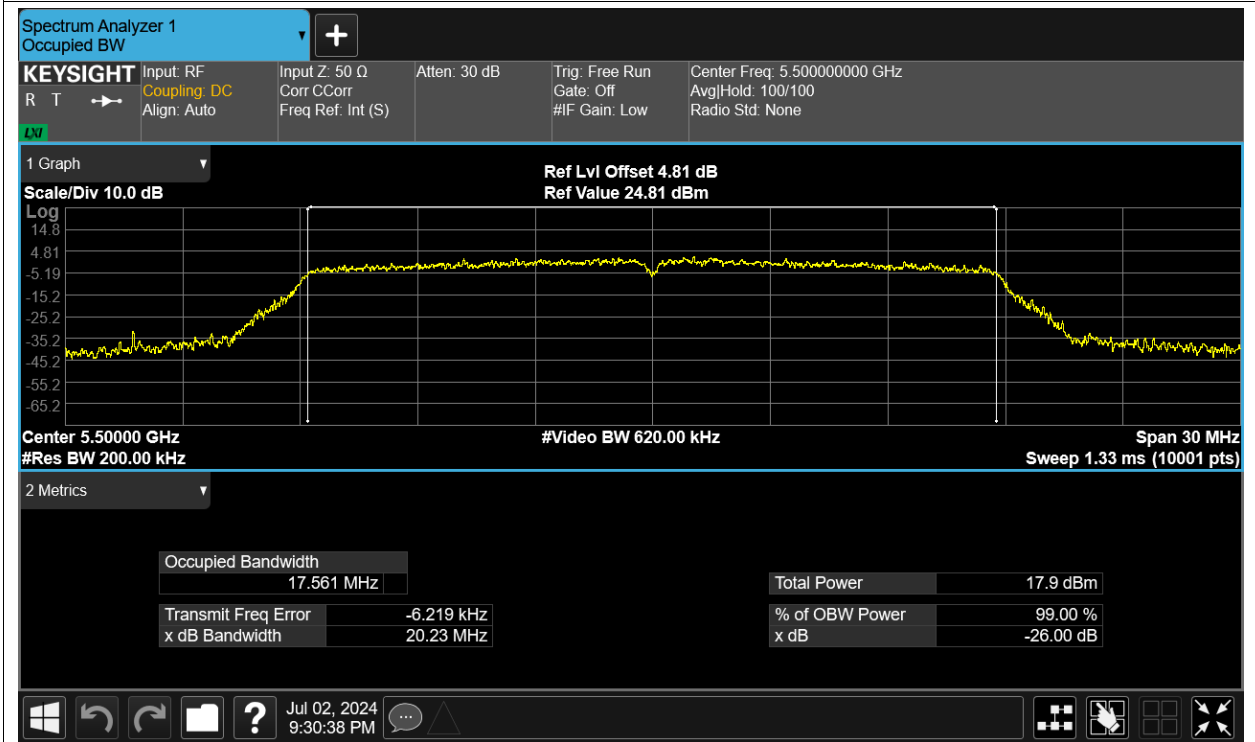 Spectrum Analyzer 1
Occupied BW
KEYSIGHT
R T
LXI
Input: RF
Coupling: DC
Align: Auto
Input Z: 50 Ω
Corr CCorr
Freq Ref: Int (S)
Atten: 30 dB
Trig: Free Run
Gate: Off
#IF Gain: Low
Center Freq: 5.500000000 GHz
Avg|Hold: 100/100
Radio Std: None
1 Graph
Scale/Div 10.0 dB
Ref Lvl Offset 4.81 dB
Ref Value 24.81 dBm
Log
14.8
4.81
-5.19
-15.2
-25.2
-35.2
-45.2
-55.2
-65.2
Center 5.50000 GHz
#Video BW 620.00 kHz
Span 30 MHz
#Res BW 200.00 kHz
Sweep 1.33 ms (10001 pts)
2 Metrics
Occupied Bandwidth
17.561 MHz
Total Power 17.9 dBm
Transmit Freq Error -6.219 kHz
% of OBW Power 99.00 %
x dB Bandwidth 20.23 MHz
x dB -26.00 dB
?
Jul 02, 2024
9:30:38 PM